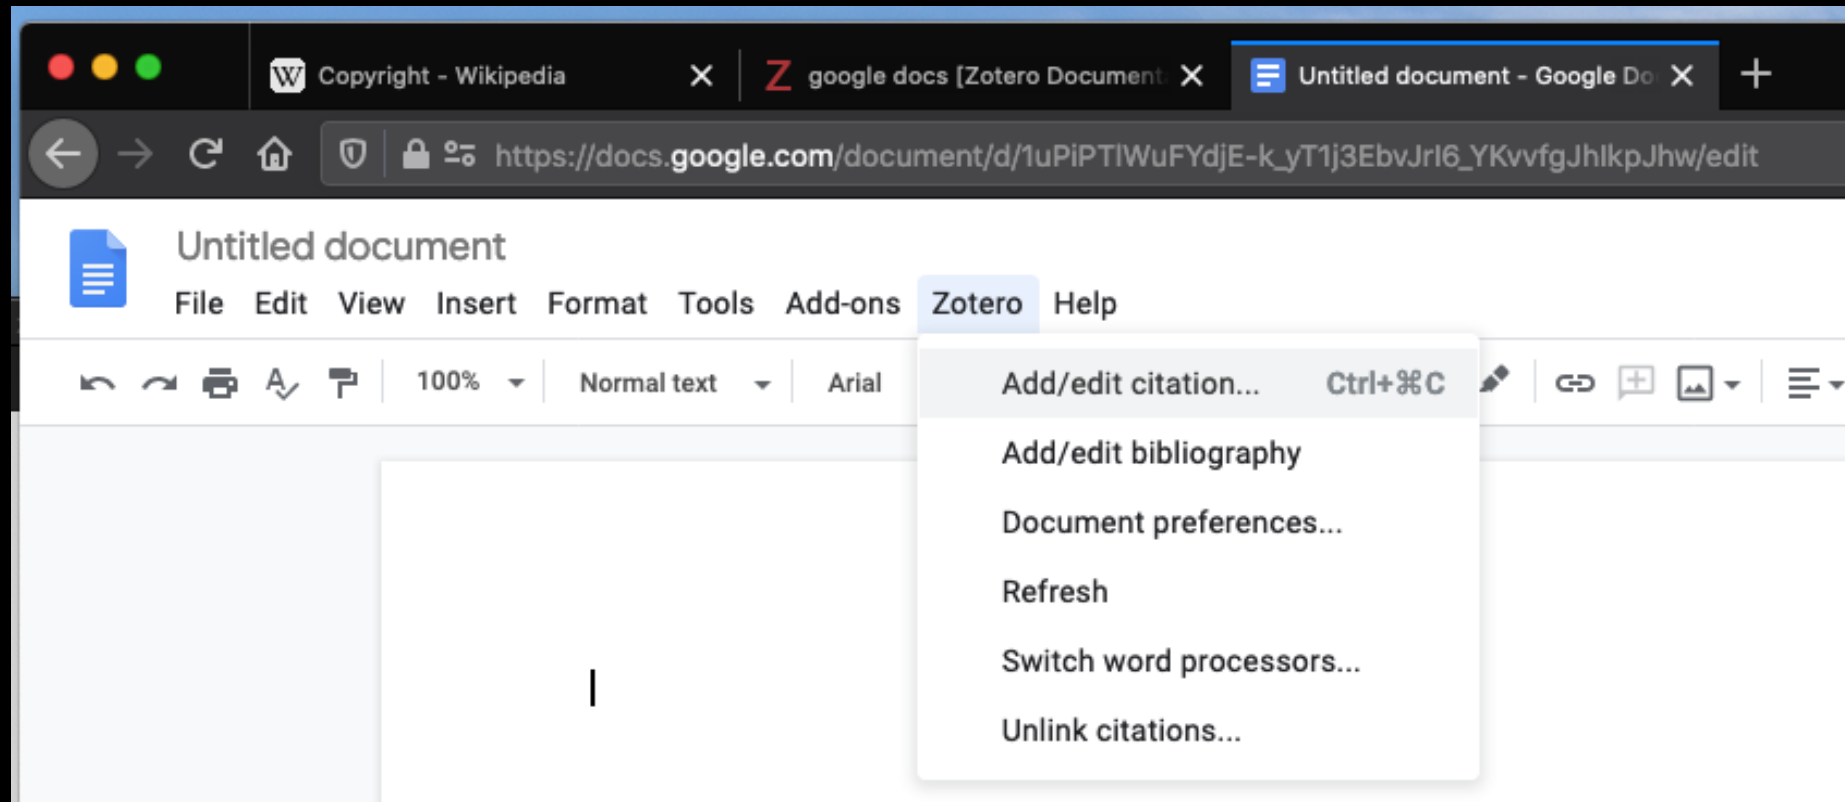 Copyright - Wikipedia
google docs [Zotero Document
Untitled document - Google Do
https://docs.google.com/document/d/1uPiPTlWuFYdjE-k_yT1j3EbvJrI6_YKvvfgJhIkpJhw/edit
Untitled document
File Edit View Insert Format Tools Add-ons Zotero Help
100% Normal text Arial
Add/edit citation... Ctrl+⌘C
Add/edit bibliography
Document preferences...
Refresh
Switch word processors...
Unlink citations...